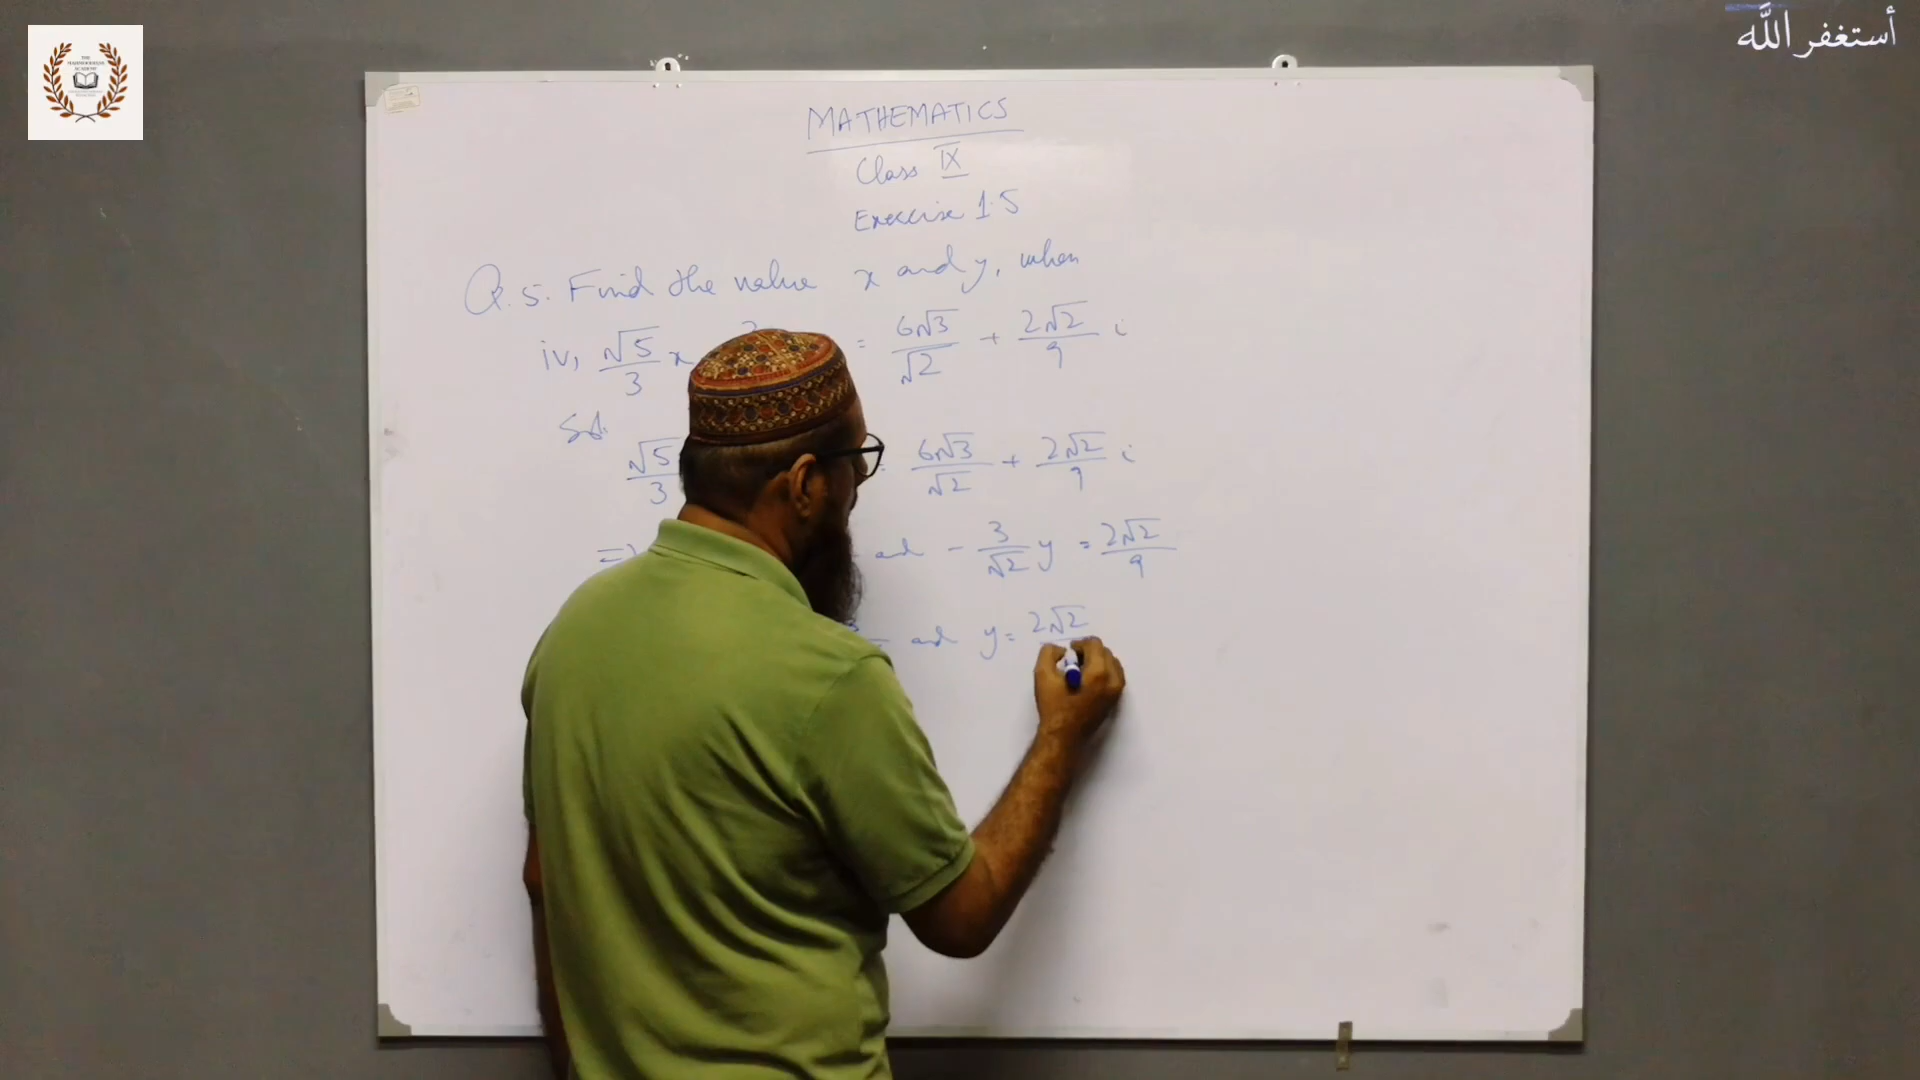 أستغفر الله
MATHEMATICS
Class IX
Exercise 1.5
Q.5. Find the value x and y, when
iv, √5/3 x = 6√3/√2 + 2√2/9 i
Sol.
√5/3 = 6√3/√2 + 2√2/9 i
=> and - 3/√2 y = 2√2/9
and y = 2√2